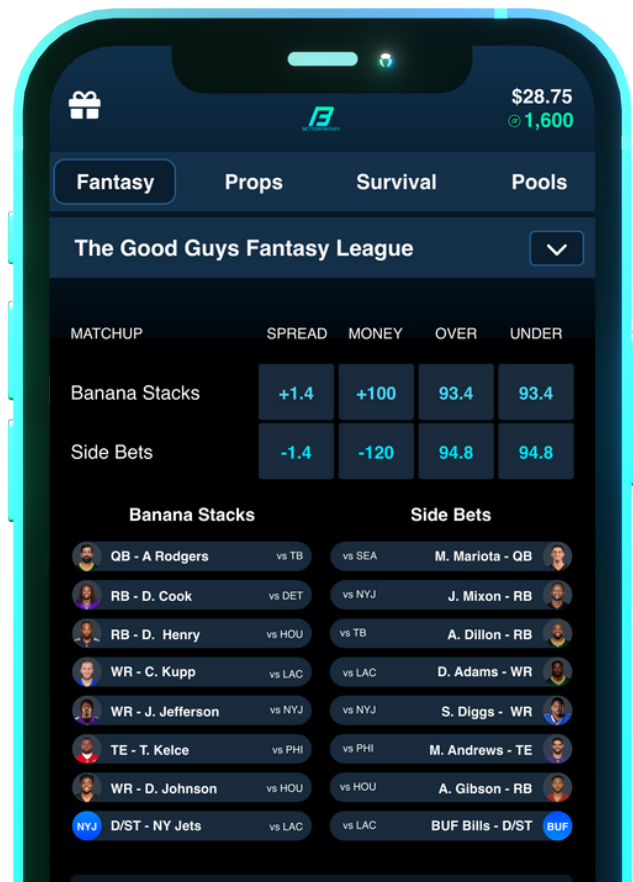 $28.75
1,600
BETTORFANTASY
Fantasy Props Survival Pools
The Good Guys Fantasy League
MATCHUP SPREAD MONEY OVER UNDER
Banana Stacks +1.4 +100 93.4 93.4
Side Bets -1.4 -120 94.8 94.8
Banana Stacks Side Bets
QB - A Rodgers vs TB vs SEA M. Mariota - QB
RB - D. Cook vs DET vs NYJ J. Mixon - RB
RB - D. Henry vs HOU vs TB A. Dillon - RB
WR - C. Kupp vs LAC vs LAC D. Adams - WR
WR - J. Jefferson vs NYJ vs NYJ S. Diggs - WR
TE - T. Kelce vs PHI vs PHI M. Andrews - TE
WR - D. Johnson vs HOU vs HOU A. Gibson - RB
NYJ D/ST - NY Jets vs LAC vs LAC BUF Bills - D/ST BUF